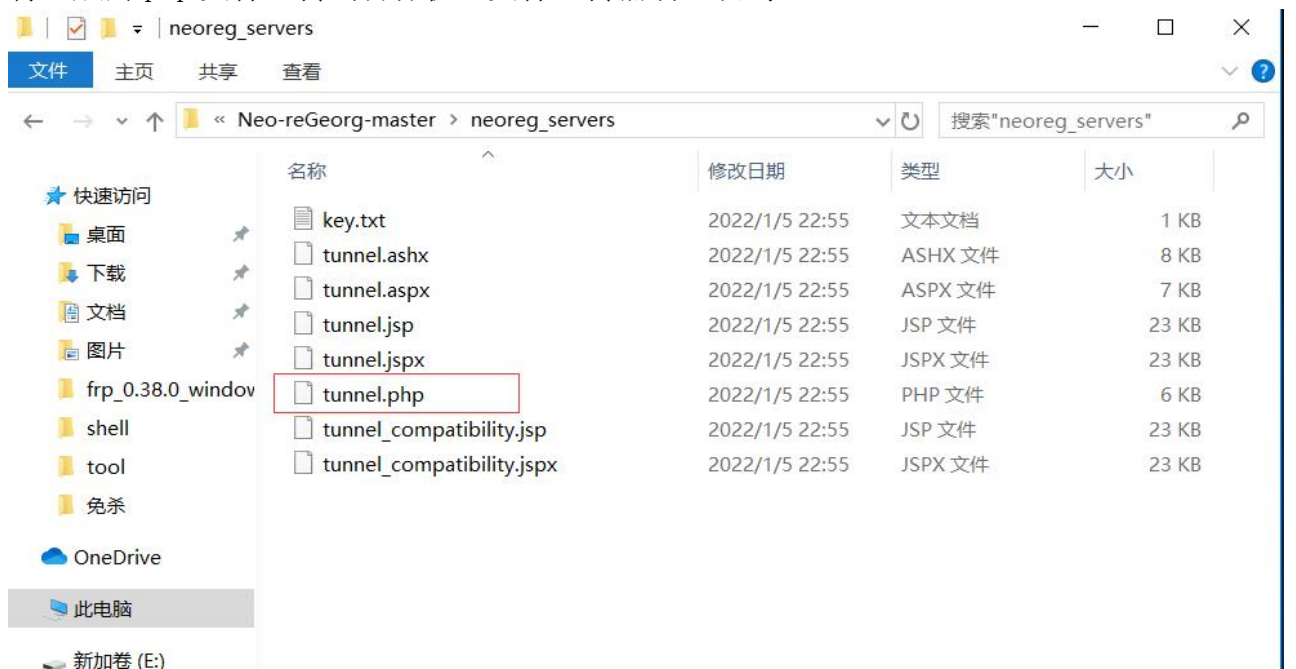 neoreg_servers
文件 主页 共享 查看
« Neo-reGeorg-master > neoreg_servers 搜索"neoreg_servers"
名称 修改日期 类型 大小
快速访问
桌面
下载
文档
图片
frp_0.38.0_window
shell
tool
免杀
OneDrive
此电脑
新加卷 (E:)
key.txt 2022/1/5 22:55 文本文档 1 KB
tunnel.ashx 2022/1/5 22:55 ASHX 文件 8 KB
tunnel.aspx 2022/1/5 22:55 ASPX 文件 7 KB
tunnel.jsp 2022/1/5 22:55 JSP 文件 23 KB
tunnel.jspx 2022/1/5 22:55 JSPX 文件 23 KB
tunnel.php 2022/1/5 22:55 PHP 文件 6 KB
tunnel_compatibility.jsp 2022/1/5 22:55 JSP 文件 23 KB
tunnel_compatibility.jspx 2022/1/5 22:55 JSPX 文件 23 KB